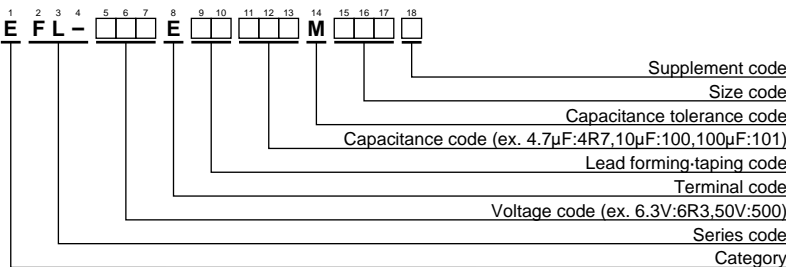 1 2 3 4 5 6 7 8 9 10 11 12 13 14 15 16 17 18
E F L – □□□ E □□ □□□ M □□□ □
Supplement code
Size code
Capacitance tolerance code
Capacitance code (ex. 4.7μF:4R7,10μF:100,100μF:101)
Lead forming·taping code
Terminal code
Voltage code (ex. 6.3V:6R3,50V:500)
Series code
Category